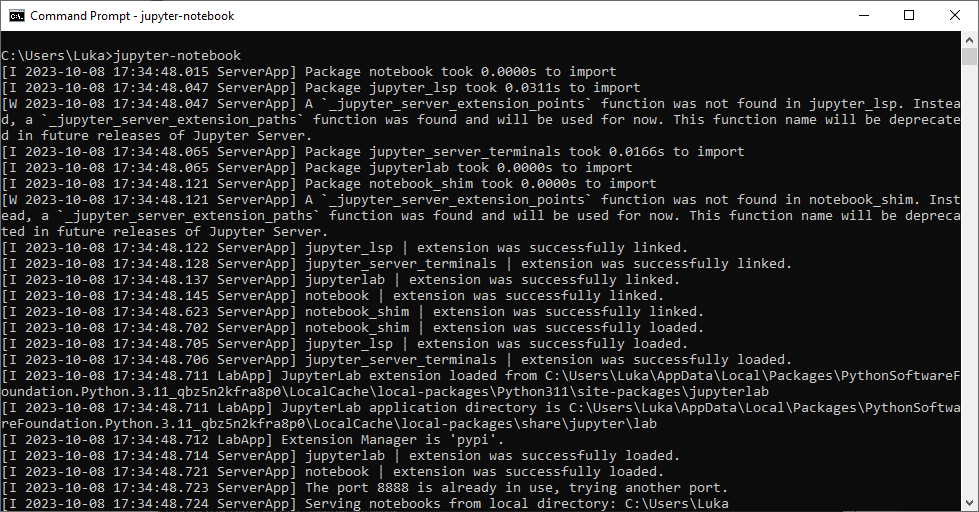 Command Prompt - jupyter-notebook
C:\Users\Luka>jupyter-notebook
[I 2023-10-08 17:34:48.015 ServerApp] Package notebook took 0.0000s to import
[I 2023-10-08 17:34:48.047 ServerApp] Package jupyter_lsp took 0.0311s to import
[W 2023-10-08 17:34:48.047 ServerApp] A `_jupyter_server_extension_points` function was not found in jupyter_lsp. Instea
d, a `_jupyter_server_extension_paths` function was found and will be used for now. This function name will be deprecate
d in future releases of Jupyter Server.
[I 2023-10-08 17:34:48.065 ServerApp] Package jupyter_server_terminals took 0.0166s to import
[I 2023-10-08 17:34:48.065 ServerApp] Package jupyterlab took 0.0000s to import
[I 2023-10-08 17:34:48.121 ServerApp] Package notebook_shim took 0.0000s to import
[W 2023-10-08 17:34:48.121 ServerApp] A `_jupyter_server_extension_points` function was not found in notebook_shim. Inst
ead, a `_jupyter_server_extension_paths` function was found and will be used for now. This function name will be depreca
ted in future releases of Jupyter Server.
[I 2023-10-08 17:34:48.122 ServerApp] jupyter_lsp | extension was successfully linked.
[I 2023-10-08 17:34:48.128 ServerApp] jupyter_server_terminals | extension was successfully linked.
[I 2023-10-08 17:34:48.137 ServerApp] jupyterlab | extension was successfully linked.
[I 2023-10-08 17:34:48.145 ServerApp] notebook | extension was successfully linked.
[I 2023-10-08 17:34:48.623 ServerApp] notebook_shim | extension was successfully linked.
[I 2023-10-08 17:34:48.702 ServerApp] notebook_shim | extension was successfully loaded.
[I 2023-10-08 17:34:48.705 ServerApp] jupyter_lsp | extension was successfully loaded.
[I 2023-10-08 17:34:48.706 ServerApp] jupyter_server_terminals | extension was successfully loaded.
[I 2023-10-08 17:34:48.711 LabApp] JupyterLab extension loaded from C:\Users\Luka\AppData\Local\Packages\PythonSoftwareF
oundation.Python.3.11_qbz5n2kfra8p0\LocalCache\local-packages\Python311\site-packages\jupyterlab
[I 2023-10-08 17:34:48.711 LabApp] JupyterLab application directory is C:\Users\Luka\AppData\Local\Packages\PythonSoftwa
reFoundation.Python.3.11_qbz5n2kfra8p0\LocalCache\local-packages\share\jupyter\lab
[I 2023-10-08 17:34:48.712 LabApp] Extension Manager is 'pypi'.
[I 2023-10-08 17:34:48.714 ServerApp] jupyterlab | extension was successfully loaded.
[I 2023-10-08 17:34:48.721 ServerApp] notebook | extension was successfully loaded.
[I 2023-10-08 17:34:48.723 ServerApp] The port 8888 is already in use, trying another port.
[I 2023-10-08 17:34:48.724 ServerApp] Serving notebooks from local directory: C:\Users\Luka